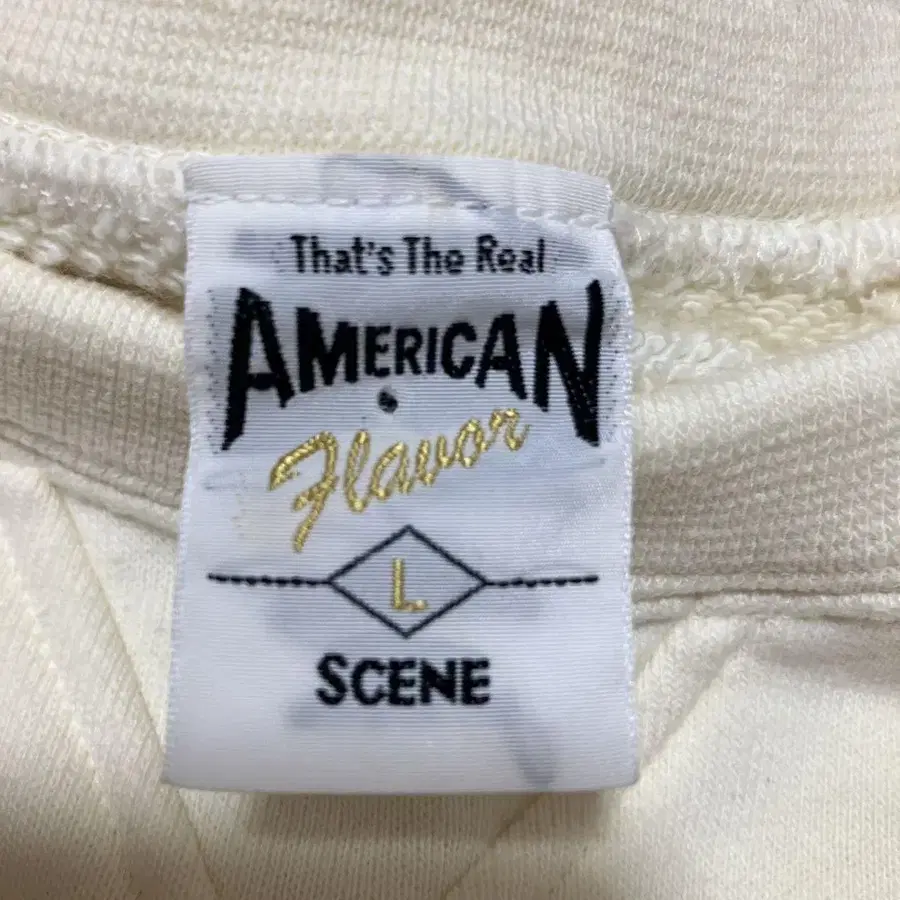 That's The Real
AMERICAN
Flavor
L
SCENE